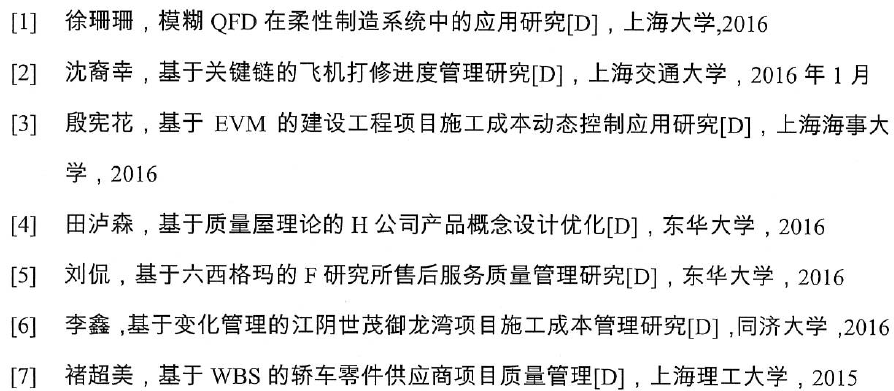 [1] 徐珊珊，模糊 QFD 在柔性制造系统中的应用研究[D]，上海大学,2016
[2] 沈裔幸，基于关键链的飞机打修进度管理研究[D]，上海交通大学，2016 年 1 月
[3] 殷宪花，基于 EVM 的建设工程项目施工成本动态控制应用研究[D]，上海海事大
学，2016
[4] 田泸森，基于质量屋理论的 H 公司产品概念设计优化[D]，东华大学，2016
[5] 刘侃，基于六西格玛的 F 研究所售后服务质量管理研究[D]，东华大学，2016
[6] 李鑫 ,基于变化管理的江阴世茂御龙湾项目施工成本管理研究[D] ,同济大学 ,2016
[7] 褚超美，基于 WBS 的轿车零件供应商项目质量管理[D]，上海理工大学，2015